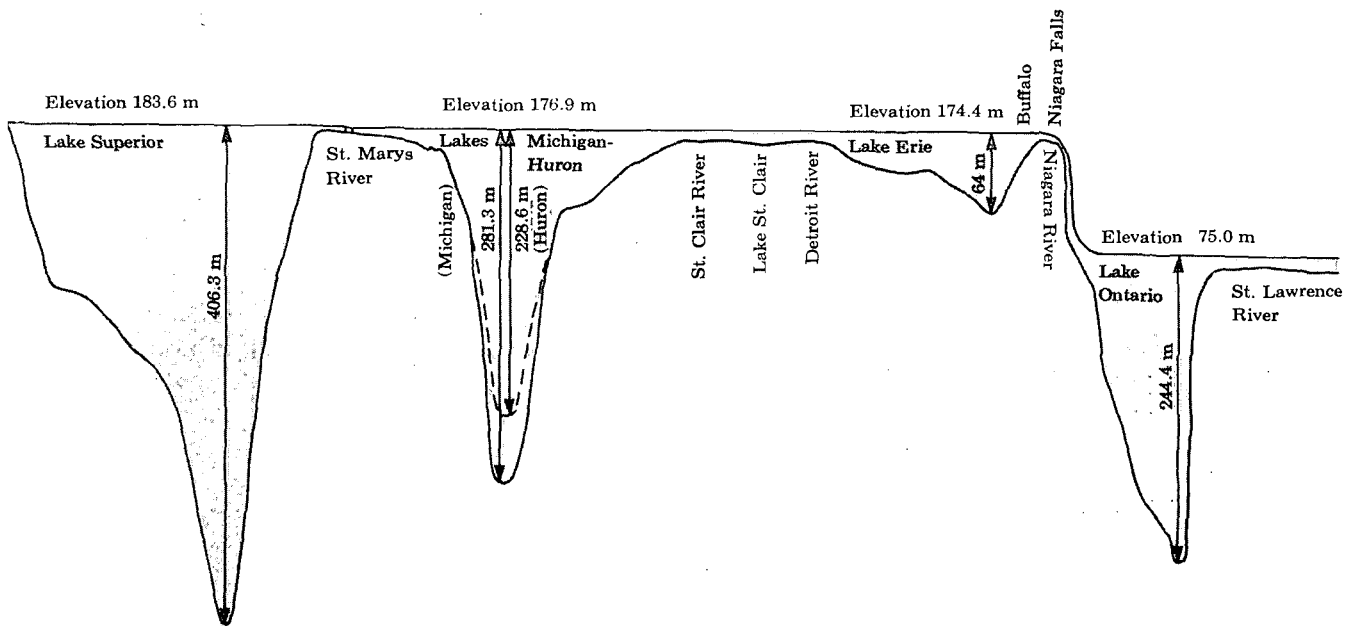 Elevation 183.6 m
Lake Superior
406.3 m
St. Marys
River
Elevation 176.9 m
Lakes
Michigan-
Huron
(Michigan)
281.3 m
228.6 m
(Huron)
St. Clair River
Lake St. Clair
Detroit River
Elevation 174.4 m
Lake Erie
64 m
Buffalo
Niagara Falls
Niagara River
Elevation 75.0 m
Lake
Ontario
244.4 m
St. Lawrence
River